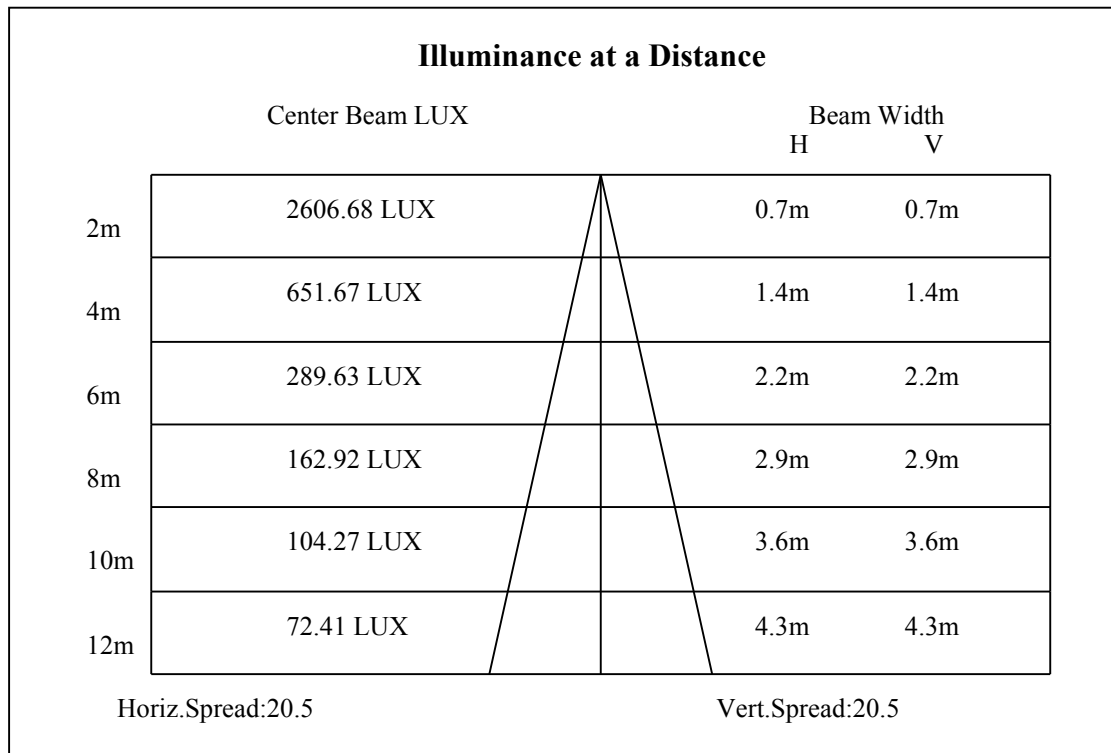 Illuminance at a Distance
Center Beam LUX Beam Width
H V
2606.68 LUX 0.7m 0.7m
2m
651.67 LUX 1.4m 1.4m
4m
289.63 LUX 2.2m 2.2m
6m
162.92 LUX 2.9m 2.9m
8m
104.27 LUX 3.6m 3.6m
10m
72.41 LUX 4.3m 4.3m
12m
Horiz.Spread:20.5 Vert.Spread:20.5